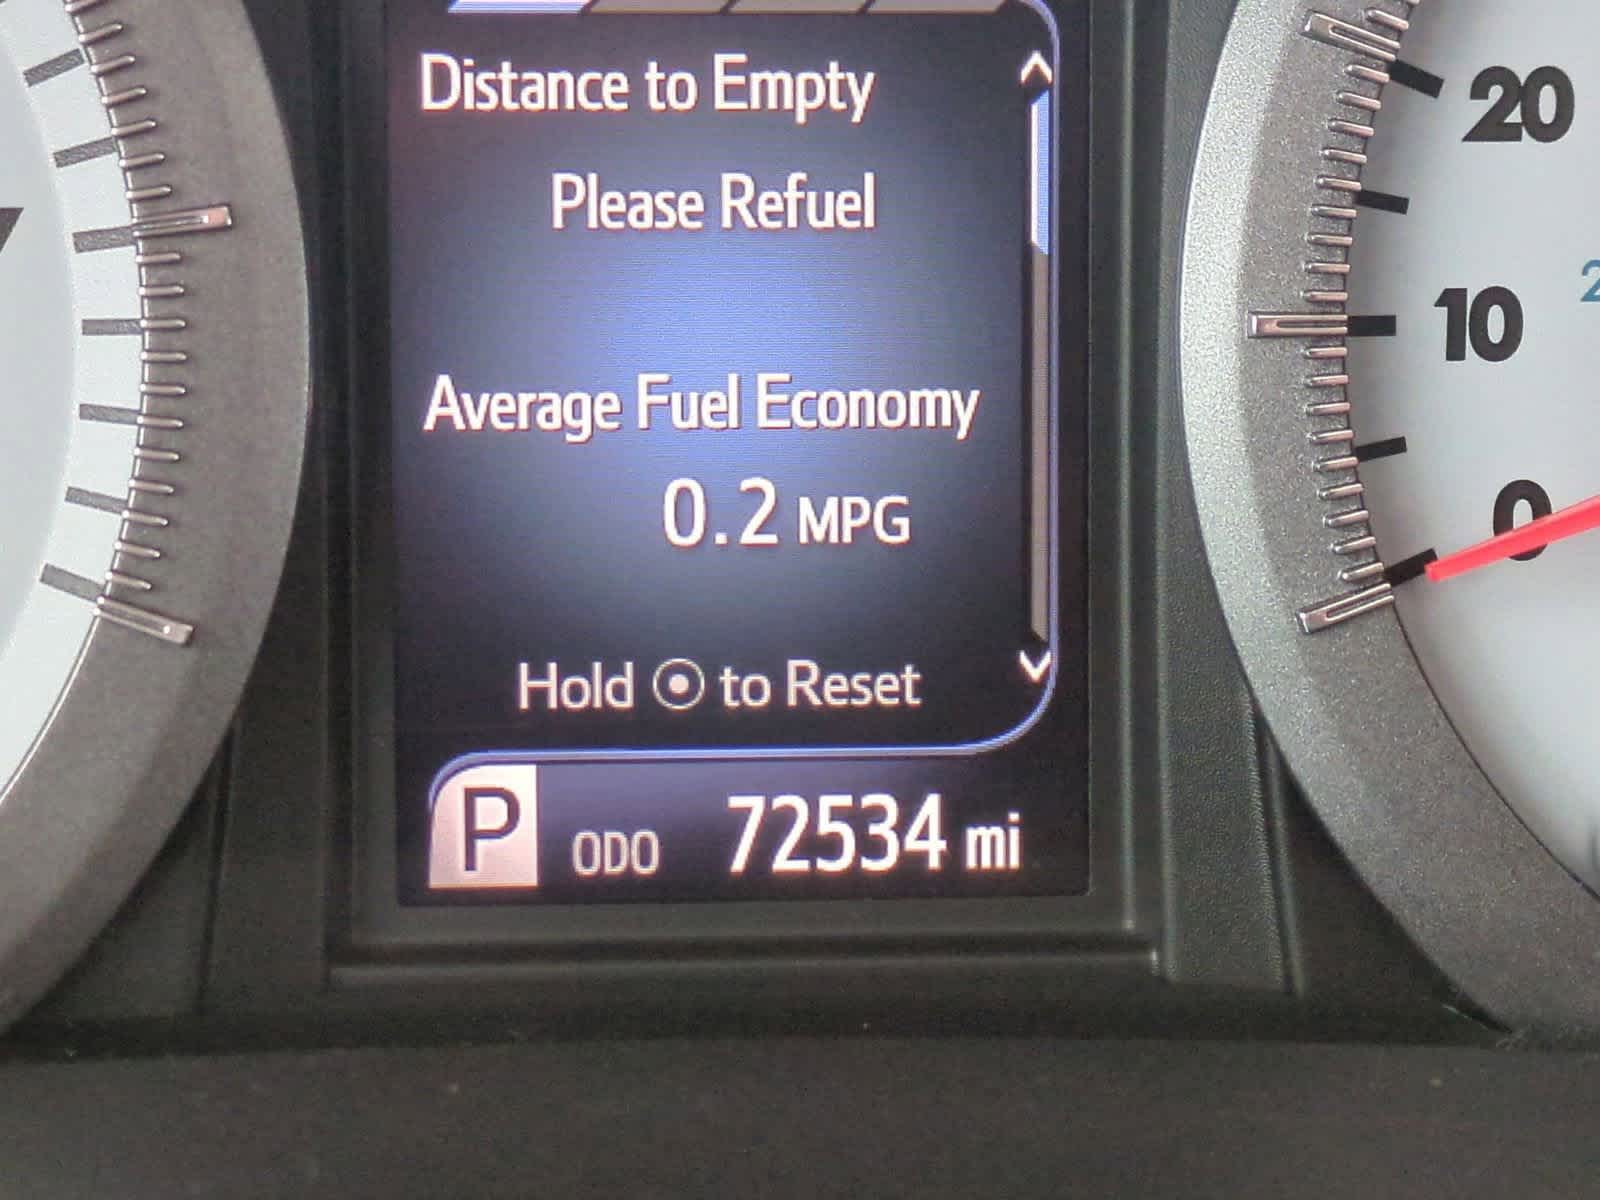 Distance to Empty
Please Refuel
Average Fuel Economy
0.2 MPG
Hold to Reset
P ODO 72534 mi
20
10
0